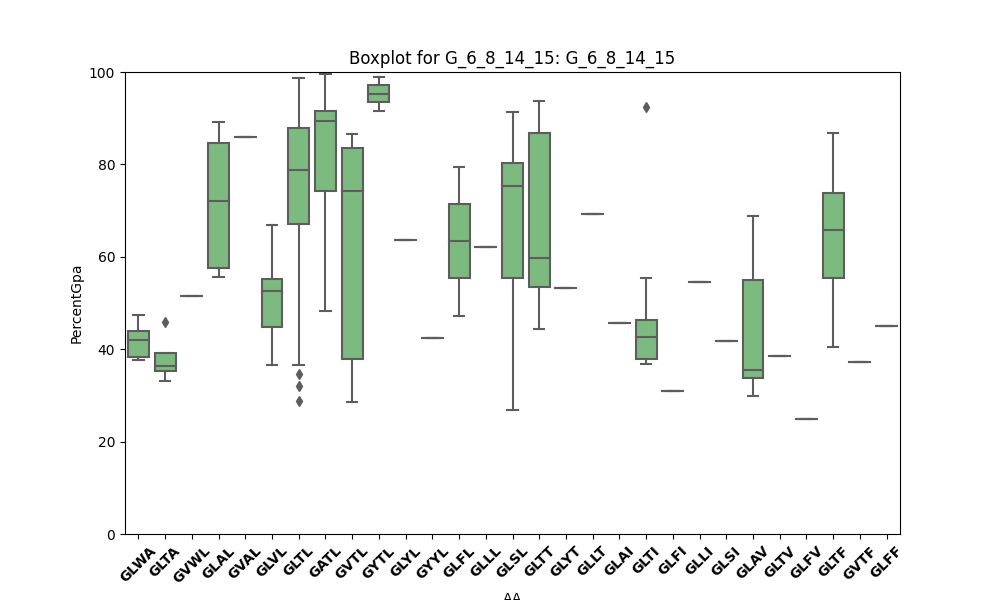 Boxplot for G_6_8_14_15: G_6_8_14_15
100
80
60
40
20
0
PercentGpa
GLWA GLTA GVWL GLAL GVAL GLVL GLTL GATL GVTL GYTL GLYL GYYL GLFL GLLL GLSL GLTT GLYT GLLT GLAI GLTI GLFI GLLI GLSI GLAV GLTV GLFV GLTF GVTF GLFF
AA